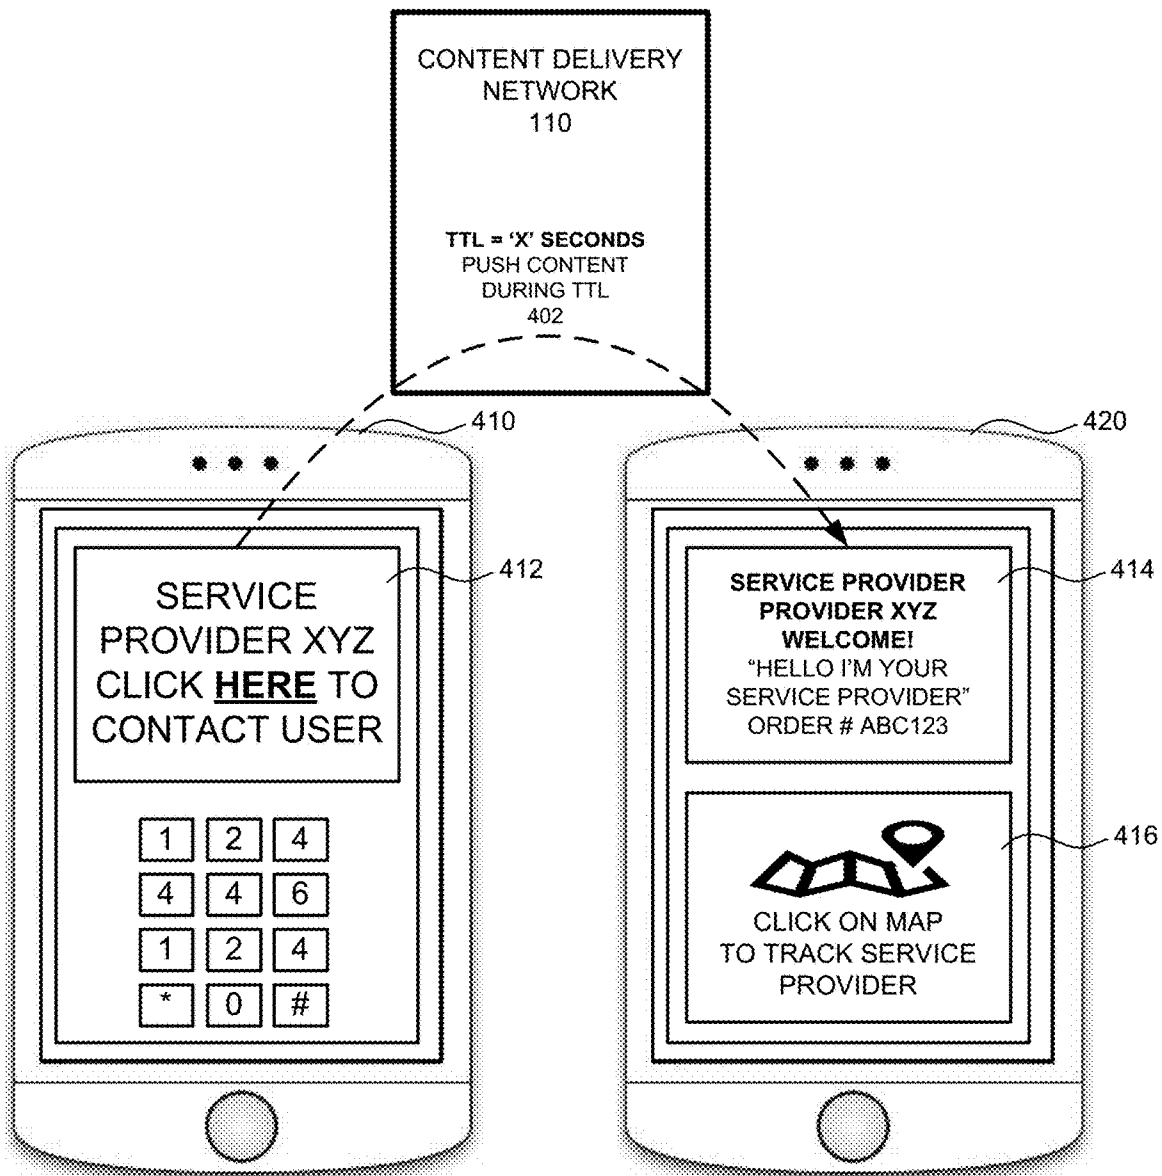 CONTENT DELIVERY
NETWORK
110
TTL = ‘X’ SECONDS
PUSH CONTENT
DURING TTL
402
410
SERVICE
PROVIDER XYZ
CLICK HERE TO
CONTACT USER
412
1 2 4
4 4 6
1 2 4
* 0 #
420
SERVICE PROVIDER
PROVIDER XYZ
WELCOME!
“HELLO I'M YOUR
SERVICE PROVIDER”
ORDER # ABC123
414
CLICK ON MAP
TO TRACK SERVICE
PROVIDER
416